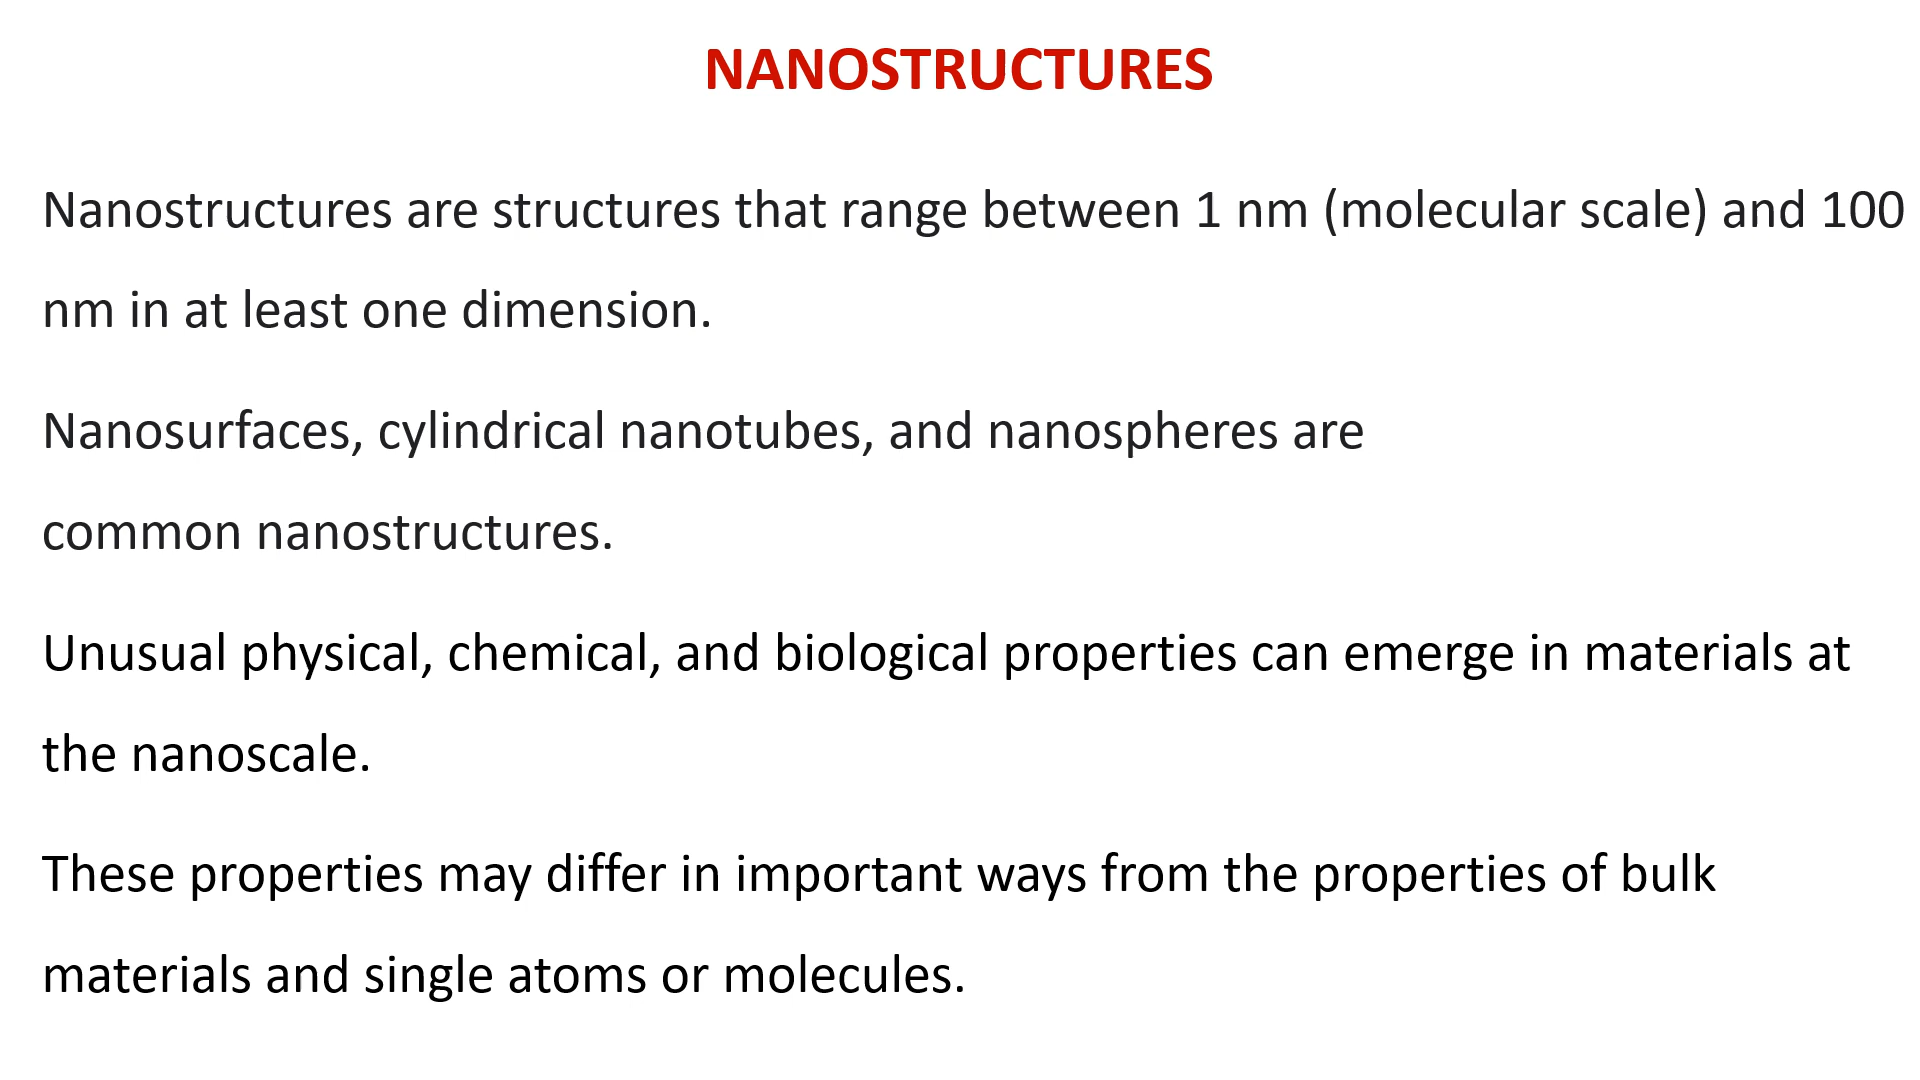 NANOSTRUCTURES
Nanostructures are structures that range between 1 nm (molecular scale) and 100
nm in at least one dimension.
Nanosurfaces, cylindrical nanotubes, and nanospheres are
common nanostructures.
Unusual physical, chemical, and biological properties can emerge in materials at
the nanoscale.
These properties may differ in important ways from the properties of bulk
materials and single atoms or molecules.